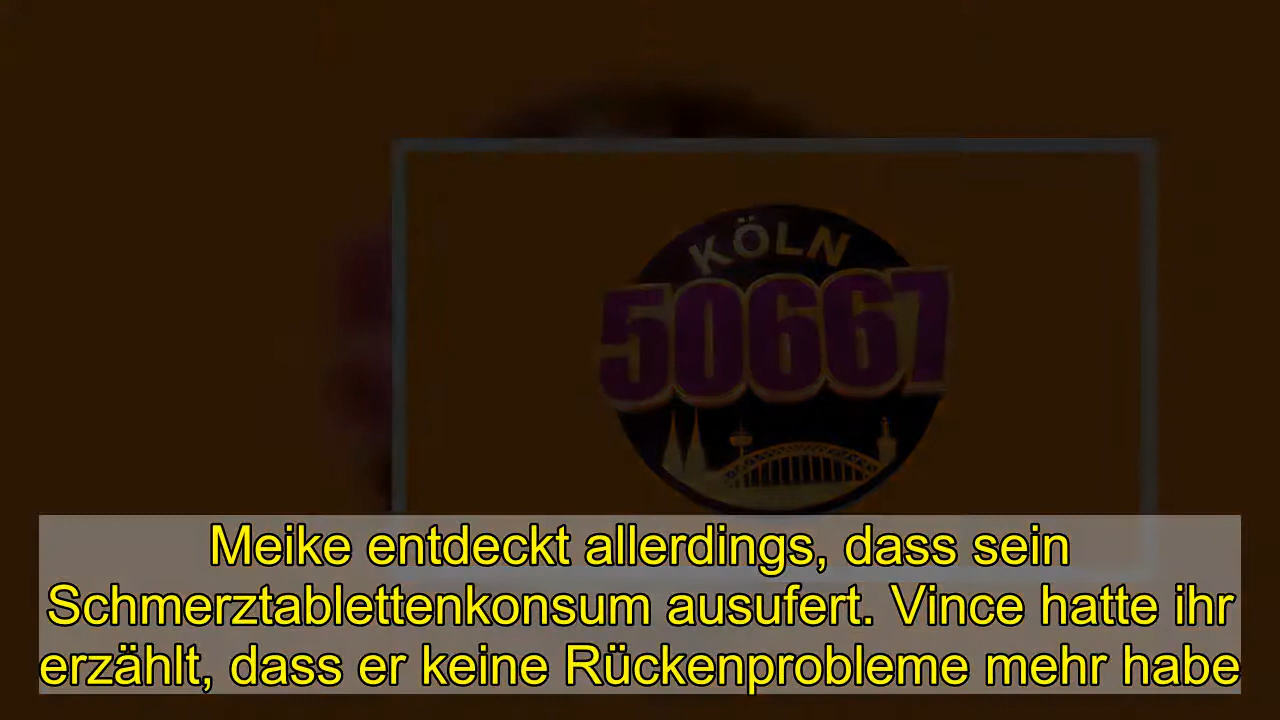 KÖLN
50667
Meike entdeckt allerdings, dass sein
Schmerztablettenkonsum ausufert. Vince hatte ihr
erzählt, dass er keine Rückenprobleme mehr habe